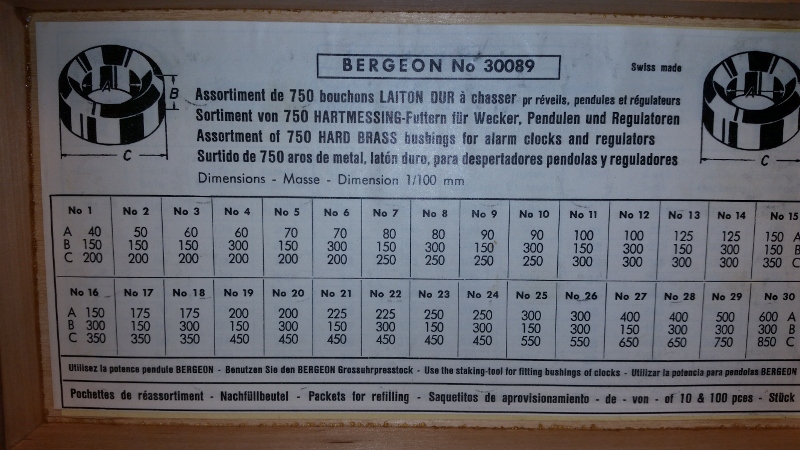 BERGEON No 30089
Swiss made
A
B
C
A
C
Assortiment de 750 bouchons LAITON DUR à chasser pr réveils, pendules et régulateurs
Sortiment von 750 HARTMESSING-Futtern für Wecker, Pendulen und Regulatoren
Assortment of 750 HARD BRASS bushings for alarm clocks and regulators
Surtido de 750 aros de metal, latón duro, para despertadores pendolas y reguladores
Dimensions - Masse - Dimension 1/100 mm
No 1 No 2 No 3 No 4 No 5 No 6 No 7 No 8 No 9 No 10 No 11 No 12 No 13 No 14 No 15
A 40 50 60 60 70 70 80 80 90 90 100 100 125 125 150 A
B 150 150 150 300 150 300 150 300 150 300 150 300 150 300 150 B
C 200 200 200 200 200 200 250 250 250 250 300 300 300 300 350 C
No 16 No 17 No 18 No 19 No 20 No 21 No 22 No 23 No 24 No 25 No 26 No 27 No 28 No 29 No 30
A 150 175 175 200 200 225 225 250 250 300 300 400 400 500 600 A
B 300 150 300 150 300 150 300 150 300 150 300 150 300 300 300 B
C 350 350 350 450 450 450 450 450 450 550 550 650 650 750 850 C
Utilisez la potence pendule BERGEON - Benutzen Sie den BERGEON Grossuhrpresstock - Use the staking-tool for fitting bushings of clocks - Utilizar la potencia para pendolas BERGEON
Pochettes de réassortiment - Nachfüllbeutel - Packets for refilling - Saquetitos de aprovisionamiento - de - von - of 10 & 100 pces - Stück